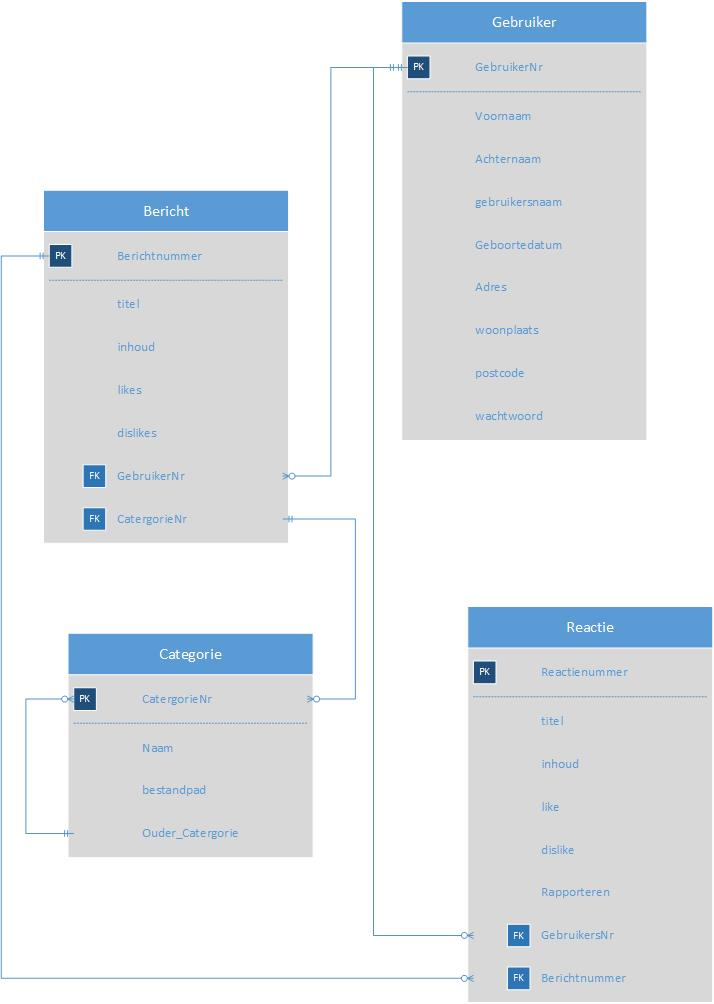 Gebruiker
PK GebruikerNr
Voornaam
Achternaam
gebruikersnaam
Geboortedatum
Adres
woonplaats
postcode
wachtwoord
Bericht
PK Berichtnummer
titel
inhoud
likes
dislikes
FK GebruikerNr
FK CatergorieNr
Categorie
PK CatergorieNr
Naam
bestandpad
Ouder_Catergorie
Reactie
PK Reactienummer
titel
inhoud
like
dislike
Rapporteren
FK GebruikersNr
FK Berichtnummer